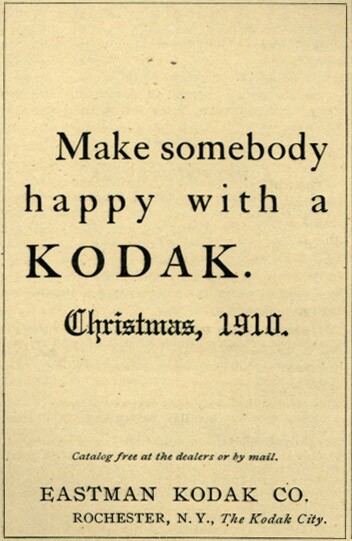 Make somebody
happy with a
KODAK.
Christmas, 1910.
Catalog free at the dealers or by mail.
EASTMAN KODAK CO.
ROCHESTER, N. Y., The Kodak City.